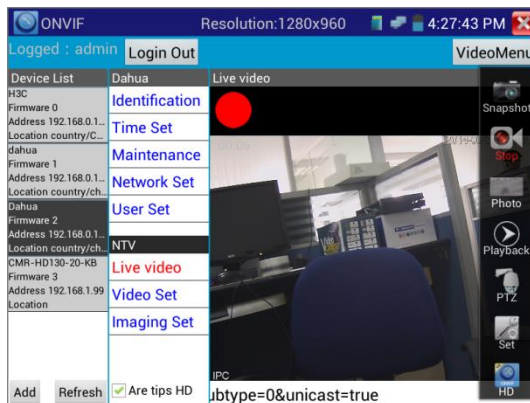 ONVIF
Resolution:1280x960
4:27:43 PM
Logged : admin
Login Out
VideoMenu
Device List
H3C
Firmware 0
Address 192.168.0.1...
Location country/C...
dahua
Firmware 1
Address 192.168.0.1...
Location country/ch...
Dahua
Firmware 2
Address 192.168.0.1...
Location country/ch...
CMR-HD130-20-KB
Firmware 3
Address 192.168.1.99
Location
Add
Refresh
Dahua
Identification
Time Set
Maintenance
Network Set
User Set
NTV
Live video
Video Set
Imaging Set
Are tips HD
Live video
IPC
ubtype=0&unicast=true
Snapshot
Stop
Photo
Playback
PTZ
Set
HD